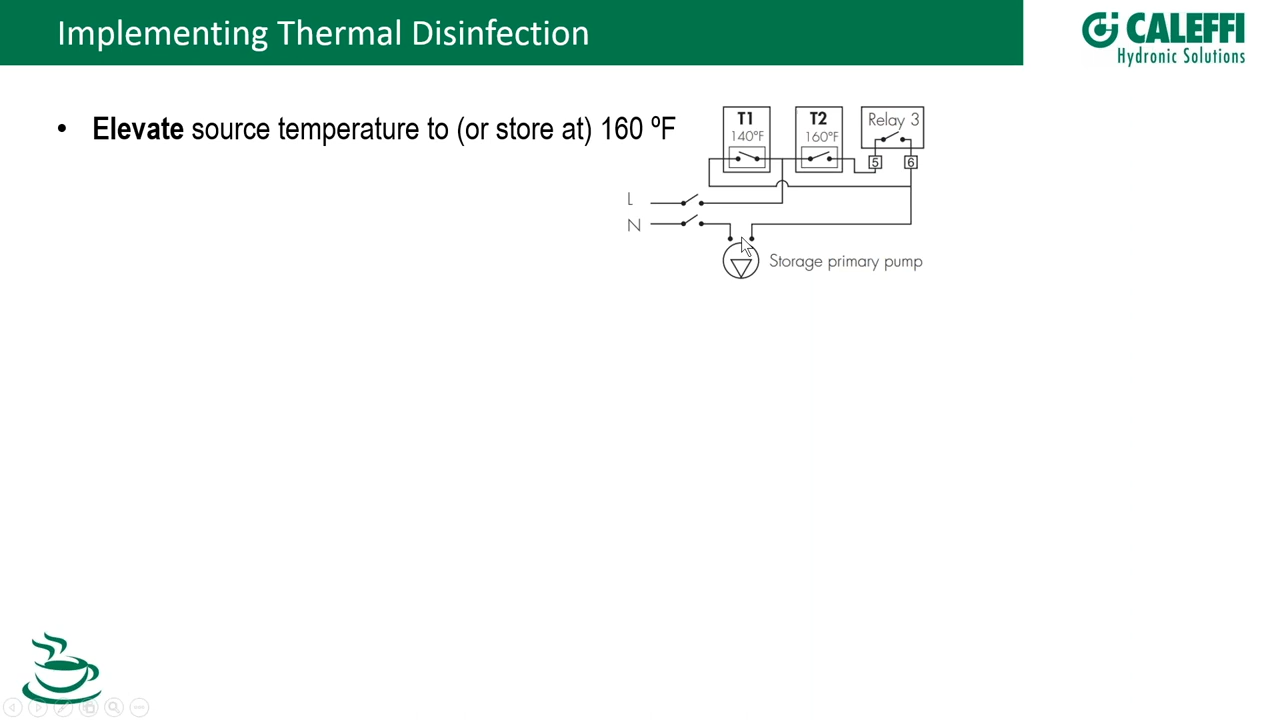 Implementing Thermal Disinfection
CALEFFI
Hydronic Solutions
• Elevate source temperature to (or store at) 160 ºF
T1
140°F
T2
160°F
Relay 3
5
6
L
N
Storage primary pump